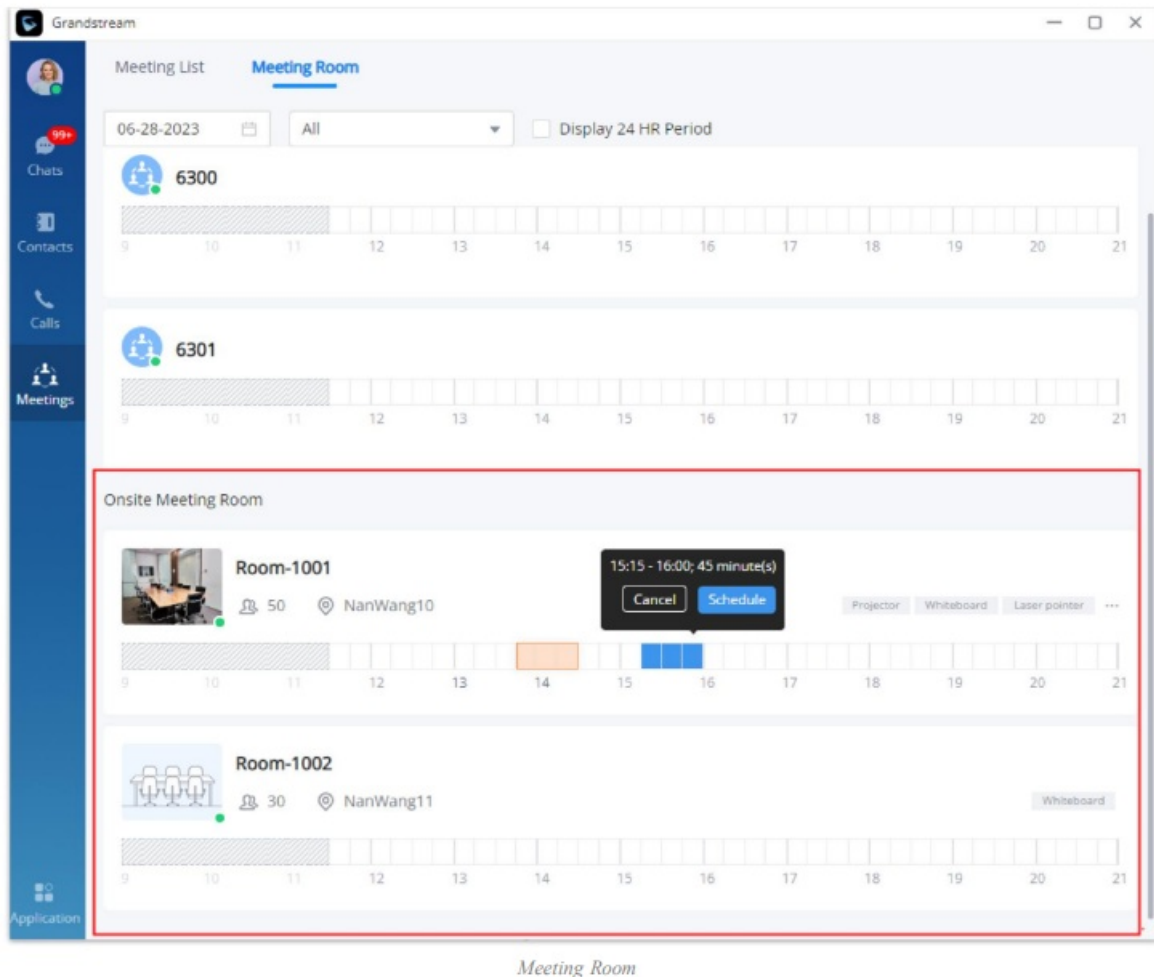 Grandstream
Meeting List Meeting Room
06-28-2023 All Display 24 HR Period
99+
Chats
Contacts
Calls
Meetings
Application
6300
9 10 11 12 13 14 15 16 17 18 19 20 21
6301
9 10 11 12 13 14 15 16 17 18 19 20 21
Onsite Meeting Room
Room-1001
50 NanWang10
15:15 - 16:00; 45 minute(s)
Cancel Schedule
Projector Whiteboard Laser pointer ...
9 10 11 12 13 14 15 16 17 18 19 20 21
Room-1002
30 NanWang11
Whiteboard
9 10 11 12 13 14 15 16 17 18 19 20 21
Meeting Room